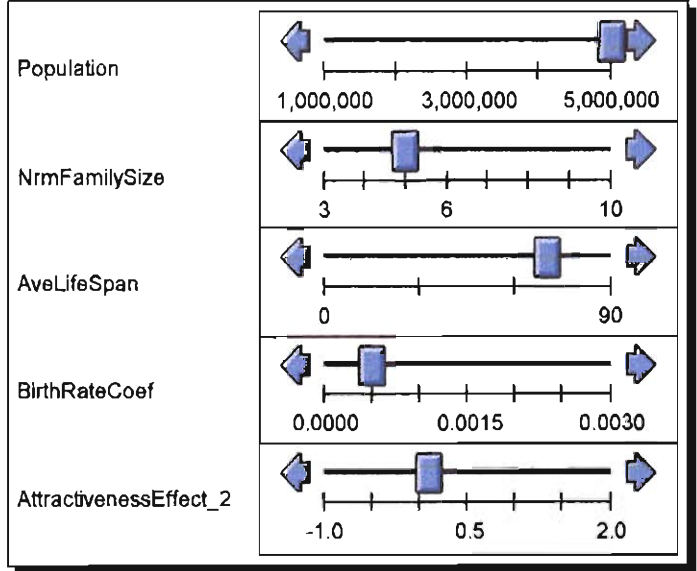 Population
1,000,000 3,000,000 5,000,000
NrmFamilySize
3 6 10
AveLifeSpan
0 90
BirthRateCoef
0.0000 0.0015 0.0030
AttractivenessEffect_2
-1.0 0.5 2.0